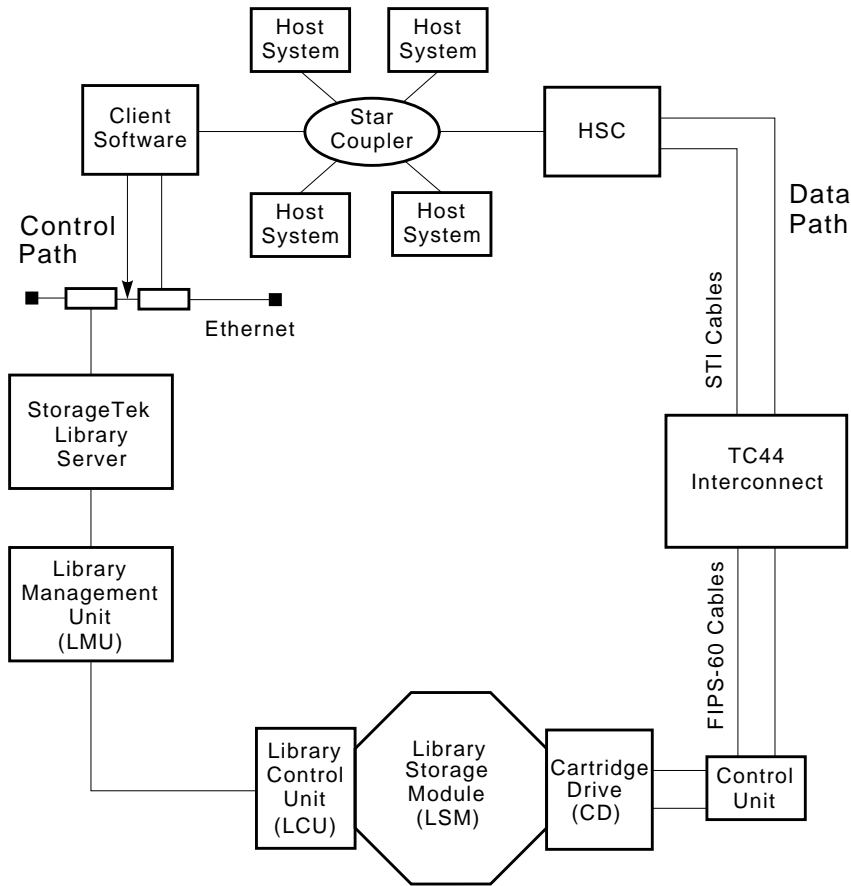 Host
System
Host
System
Client
Software
Star
Coupler
HSC
Host
System
Host
System
Control
Path
Data
Path
Ethernet
STI Cables
StorageTek
Library
Server
TC44
Interconnect
Library
Management
Unit
(LMU)
FIPS-60 Cables
Library
Control
Unit
(LCU)
Library
Storage
Module
(LSM)
Cartridge
Drive
(CD)
Control
Unit